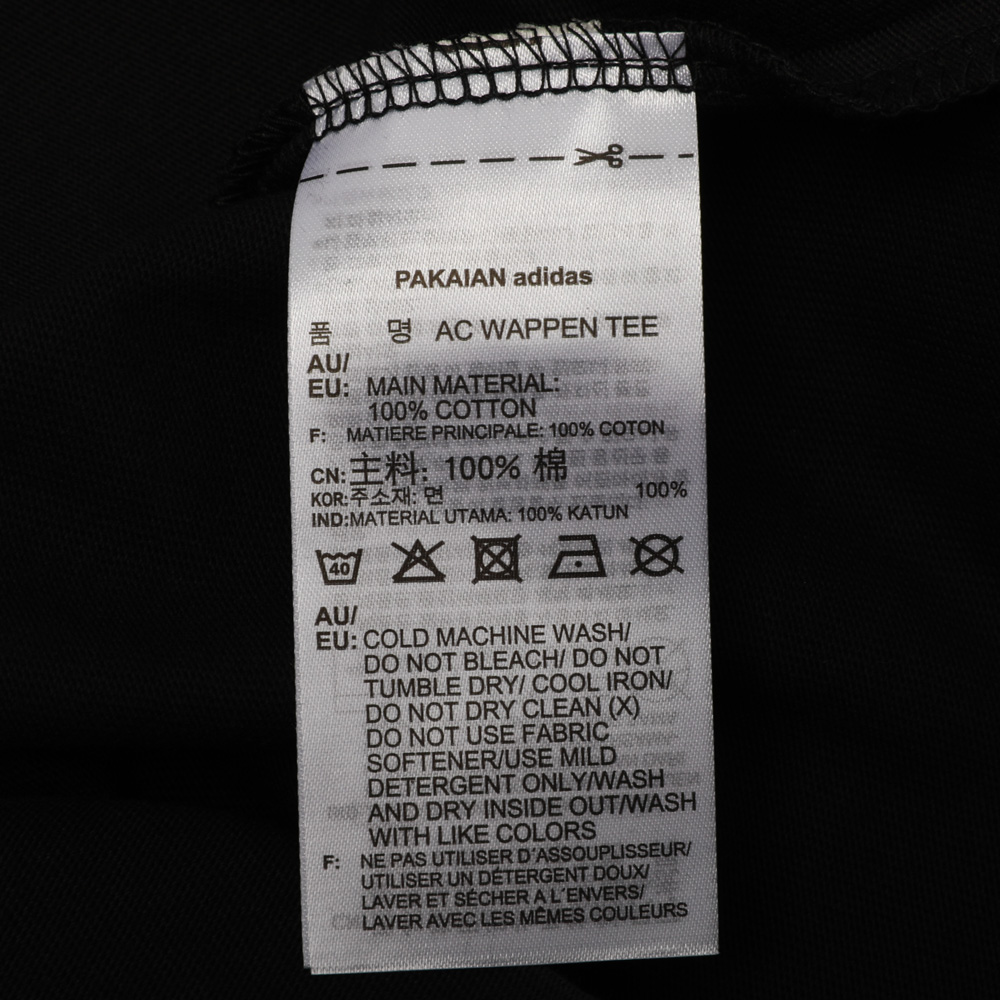 PAKAIAN adidas
품 명 AC WAPPEN TEE
AU/
EU: MAIN MATERIAL:
100% COTTON
F: MATIERE PRINCIPALE: 100% COTON
CN: 主料: 100% 棉
KOR: 주소재: 면 100%
IND: MATERIAL UTAMA: 100% KATUN
40
AU/
EU: COLD MACHINE WASH/
DO NOT BLEACH/ DO NOT
TUMBLE DRY/ COOL IRON/
DO NOT DRY CLEAN (X)
DO NOT USE FABRIC
SOFTENER/USE MILD
DETERGENT ONLY/WASH
AND DRY INSIDE OUT/WASH
WITH LIKE COLORS
F: NE PAS UTILISER D´ASSOUPLISSEUR/
UTILISER UN DÉTERGENT DOUX/
LAVER ET SÉCHER A L´ENVERS/
LAVER AVEC LES MÊMES COULEURS